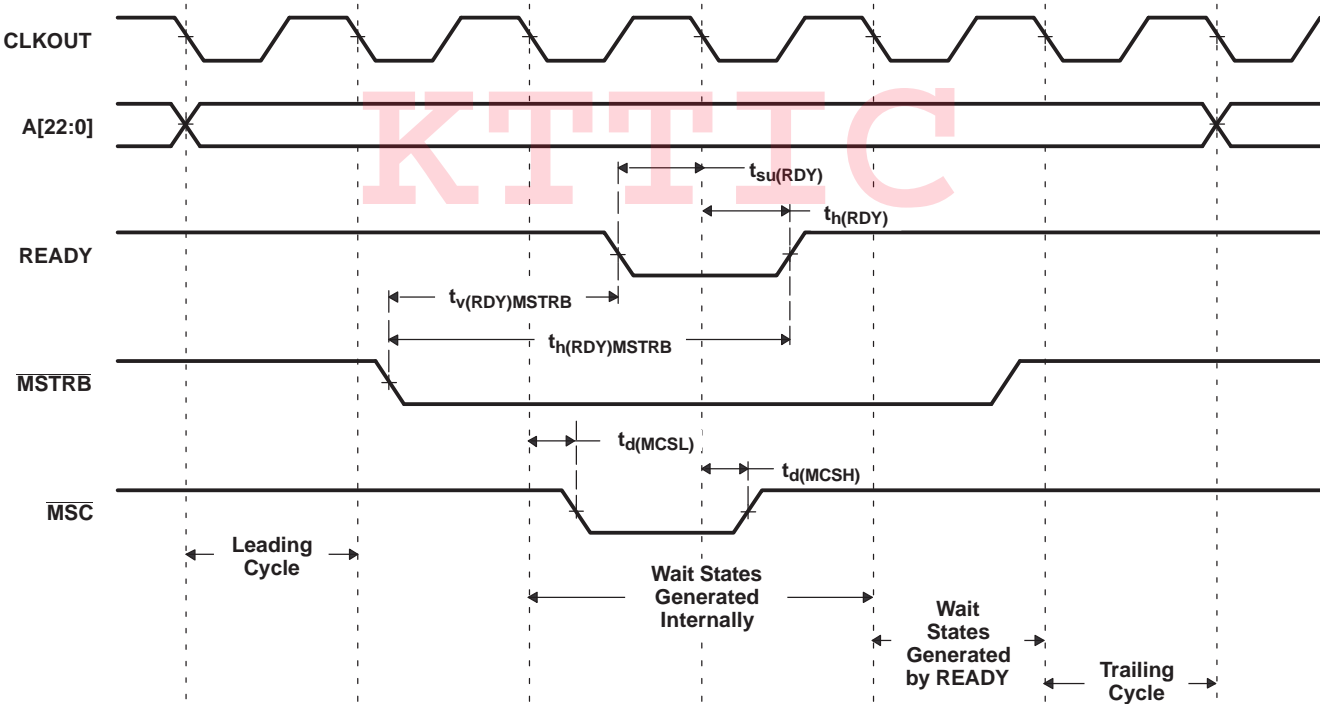 CLKOUT
A[22:0]
KTTIC
tsu(RDY)
th(RDY)
READY
tv(RDY)MSTRB
th(RDY)MSTRB
MSTRB
td(MCSL)
td(MCSH)
MSC
Leading
Cycle
Wait States
Generated
Internally
Wait
States
Generated
by READY
Trailing
Cycle